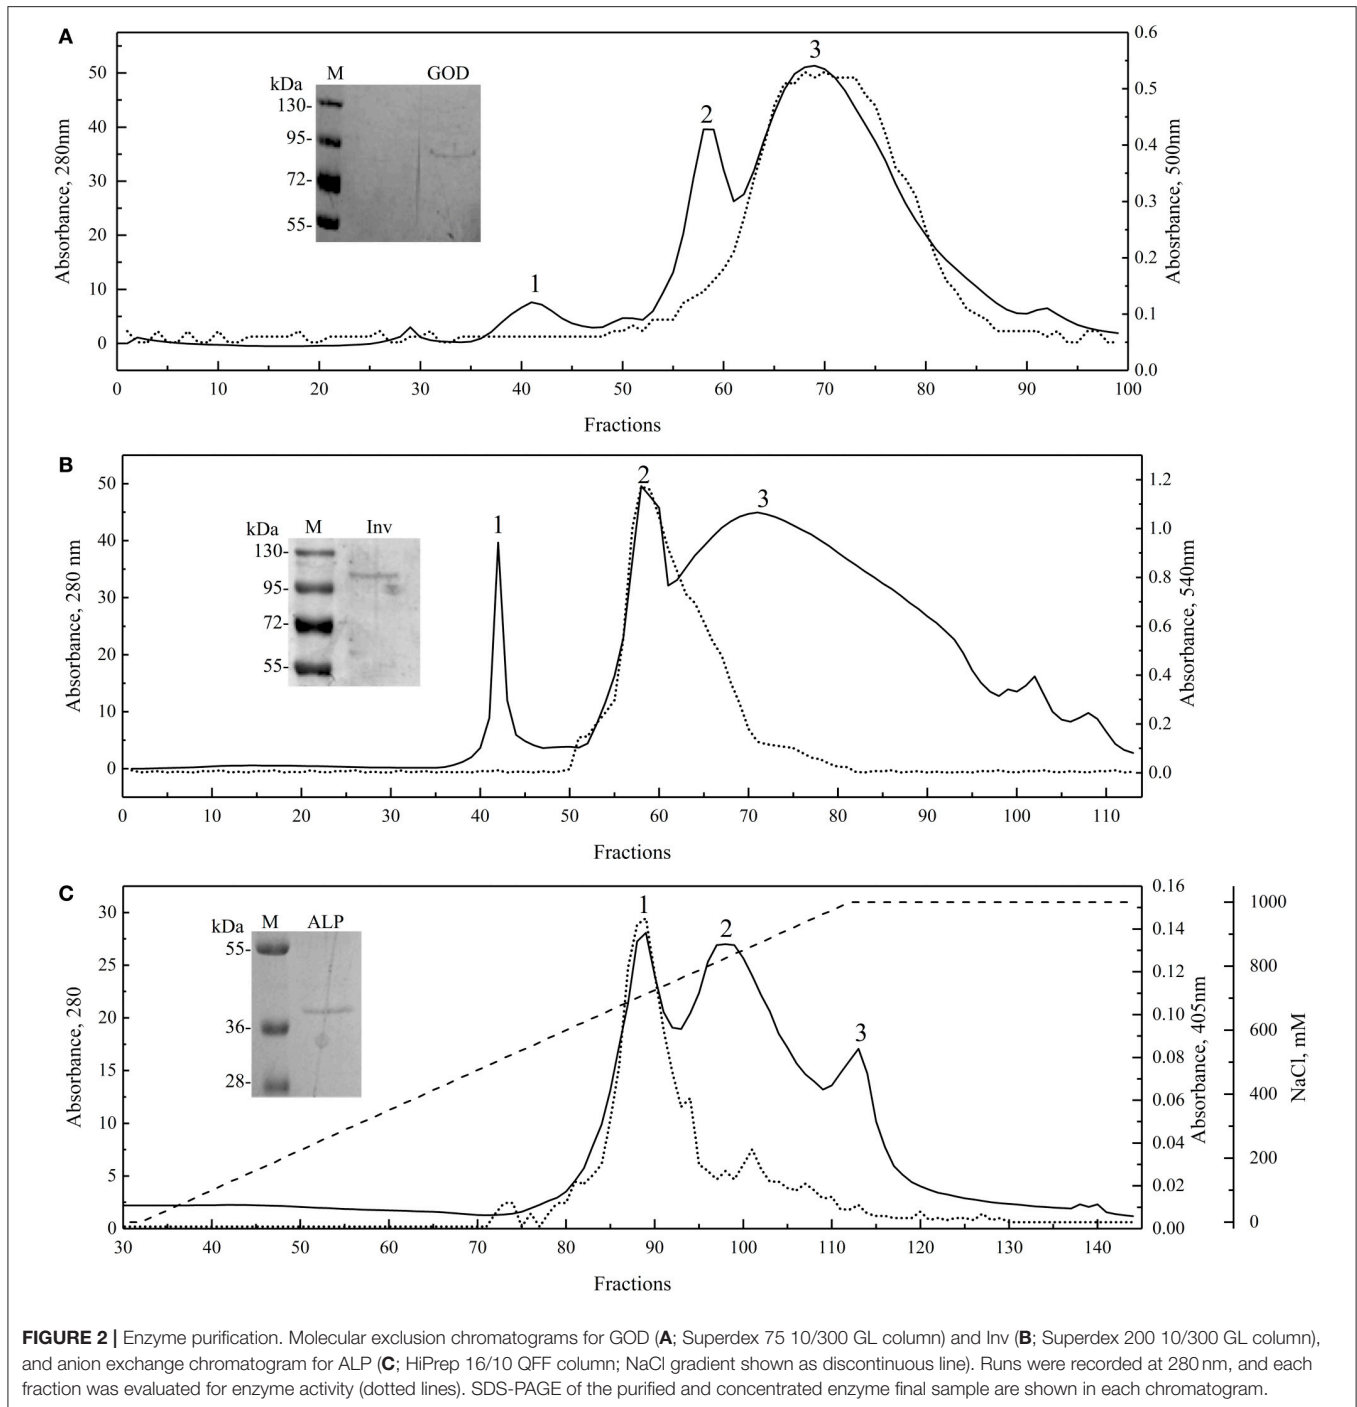 A
1
2
3
kDa
M
GOD
130-
95-
72-
55-
Absorbance, 280nm
50
40
30
20
10
0
0.6
0.5
0.4
0.3
0.2
0.1
0.0
Abosrbance, 500nm
0 10 20 30 40 50 60 70 80 90 100
Fractions
B
1
2
3
kDa
M
Inv
130-
95-
72-
55-
Absorbance, 280 nm
50
40
30
20
10
0
1.2
1.0
0.8
0.6
0.4
0.2
0.0
Absorbance, 540nm
0 10 20 30 40 50 60 70 80 90 100 110
Fractions
C
1
2
3
kDa
M
ALP
55-
36-
28-
Absorbance, 280
30
25
20
15
10
5
0
0.16
0.14
0.12
0.10
0.08
0.06
0.04
0.02
0.00
Absorbance, 405nm
1000
800
600
400
200
0
NaCl, mM
30 40 50 60 70 80 90 100 110 120 130 140
Fractions
FIGURE 2 | Enzyme purification. Molecular exclusion chromatograms for GOD (A; Superdex 75 10/300 GL column) and Inv (B; Superdex 200 10/300 GL column),
and anion exchange chromatogram for ALP (C; HiPrep 16/10 QFF column; NaCl gradient shown as discontinuous line). Runs were recorded at 280 nm, and each
fraction was evaluated for enzyme activity (dotted lines). SDS-PAGE of the purified and concentrated enzyme final sample are shown in each chromatogram.